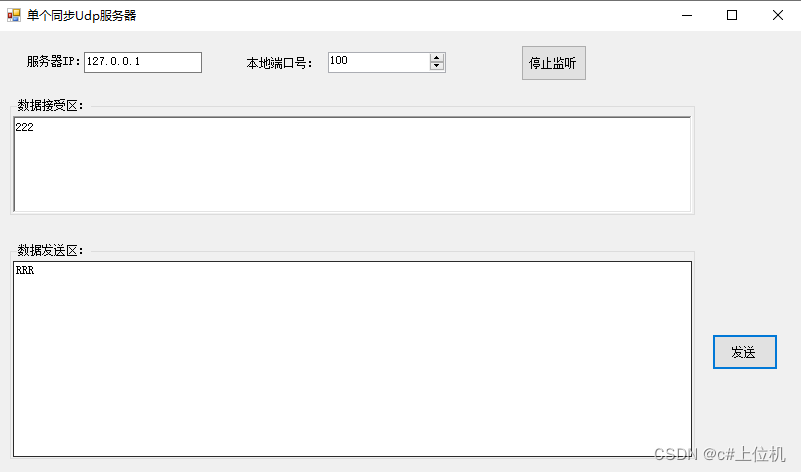 单个同步Udp服务器
服务器IP: 127.0.0.1 本地端口号: 100 停止监听
数据接受区:
222
数据发送区:
RRR
发送
CSDN @c#上位机